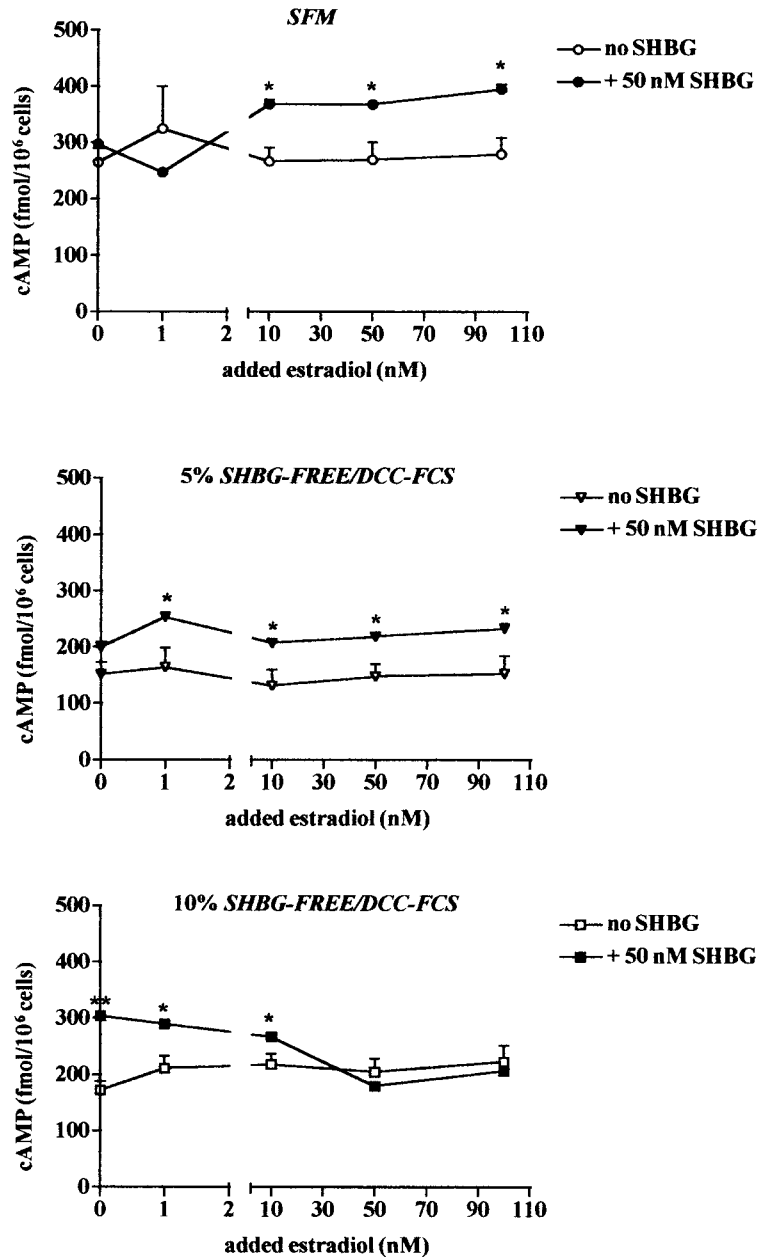 SFM
500
400
300
200
100
0
cAMP (fmol/10⁶ cells)
* * *
0 1 2 10 30 50 70 90 110
added estradiol (nM)
no SHBG
+ 50 nM SHBG
5% SHBG-FREE/DCC-FCS
500
400
300
200
100
0
cAMP (fmol/10⁶ cells)
* * * *
0 1 2 10 30 50 70 90 110
added estradiol (nM)
no SHBG
+ 50 nM SHBG
10% SHBG-FREE/DCC-FCS
500
400
300
200
100
0
cAMP (fmol/10⁶ cells)
** * *
0 1 2 10 30 50 70 90 110
added estradiol (nM)
no SHBG
+ 50 nM SHBG